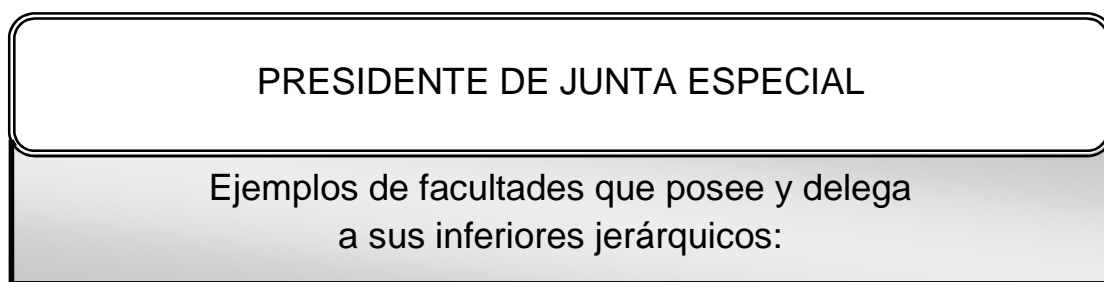 PRESIDENTE DE JUNTA ESPECIAL
Ejemplos de facultades que posee y delega
a sus inferiores jerárquicos: